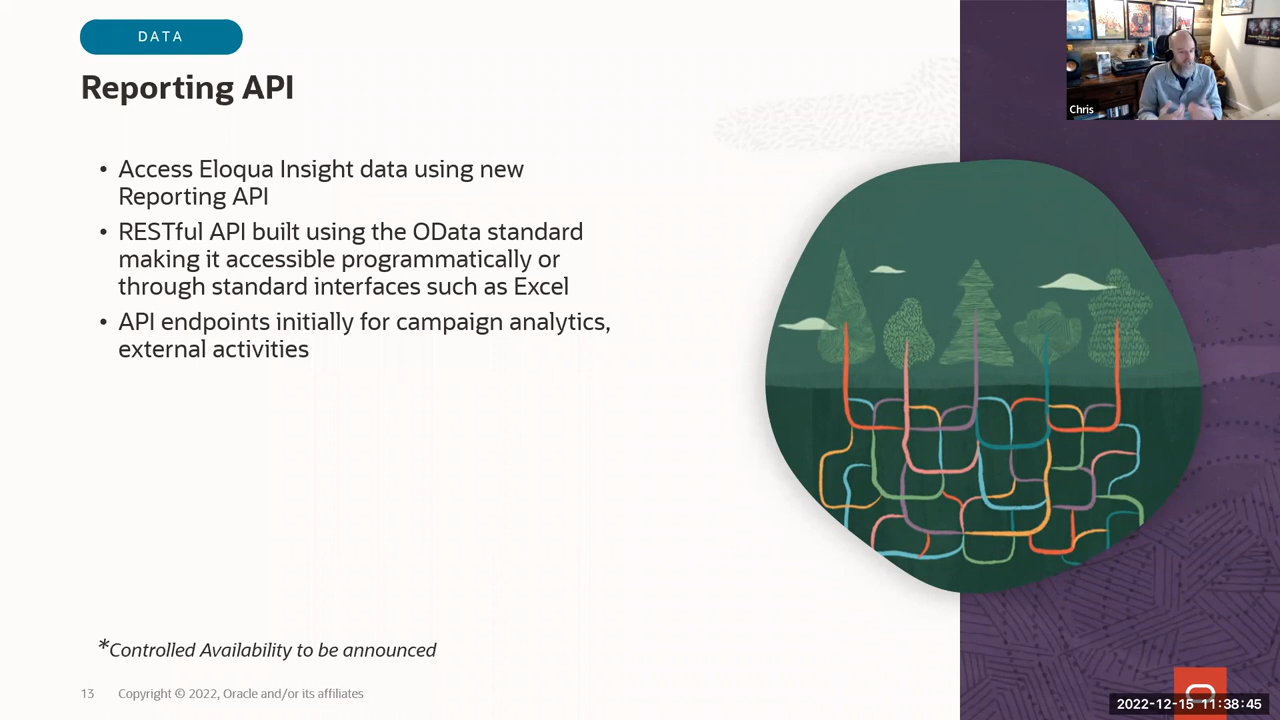 DATA
Reporting API
• Access Eloqua Insight data using new
Reporting API
• RESTful API built using the OData standard
making it accessible programmatically or
through standard interfaces such as Excel
• API endpoints initially for campaign analytics,
external activities
*Controlled Availability to be announced
13 Copyright © 2022, Oracle and/or its affiliates
Chris
2022-12-15 11:38:45